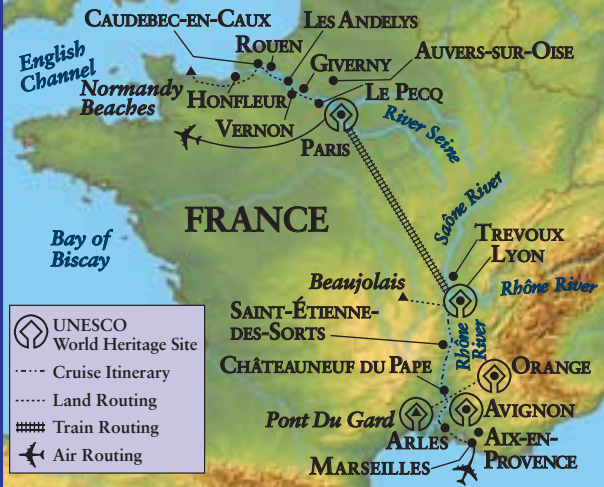 CAUDEBEC-EN-CAUX
LES ANDELYS
ROUEN
AUVERS-SUR-OISE
English
Channel
GIVERNY
Normandy
Beaches
HONFLEUR
LE PECQ
VERNON
PARIS
River Seine
FRANCE
Saône River
Bay of
Biscay
TREVOUX
LYON
Beaujolais
Rhône River
SAINT-ÉTIENNE-
DES-SORTS
Rhône
River
CHÂTEAUNEUF DU PAPE
ORANGE
Pont Du Gard
AVIGNON
ARLES
AIX-EN-
PROVENCE
MARSEILLES
UNESCO
World Heritage Site
Cruise Itinerary
Land Routing
Train Routing
Air Routing